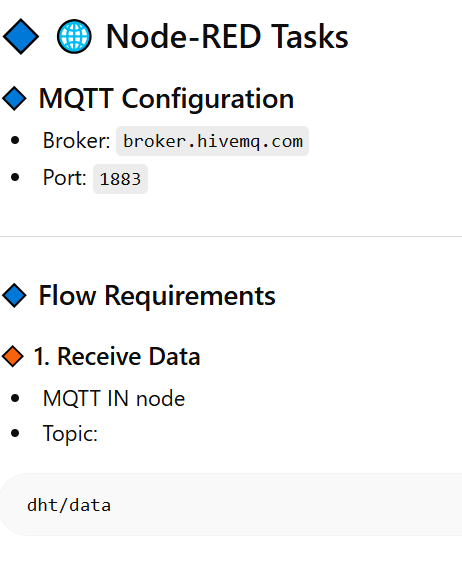 🔷 🌐 Node-RED Tasks
🔷 MQTT Configuration
• Broker: broker.hivemq.com
• Port: 1883
🔷 Flow Requirements
🔶 1. Receive Data
• MQTT IN node
• Topic:
dht/data